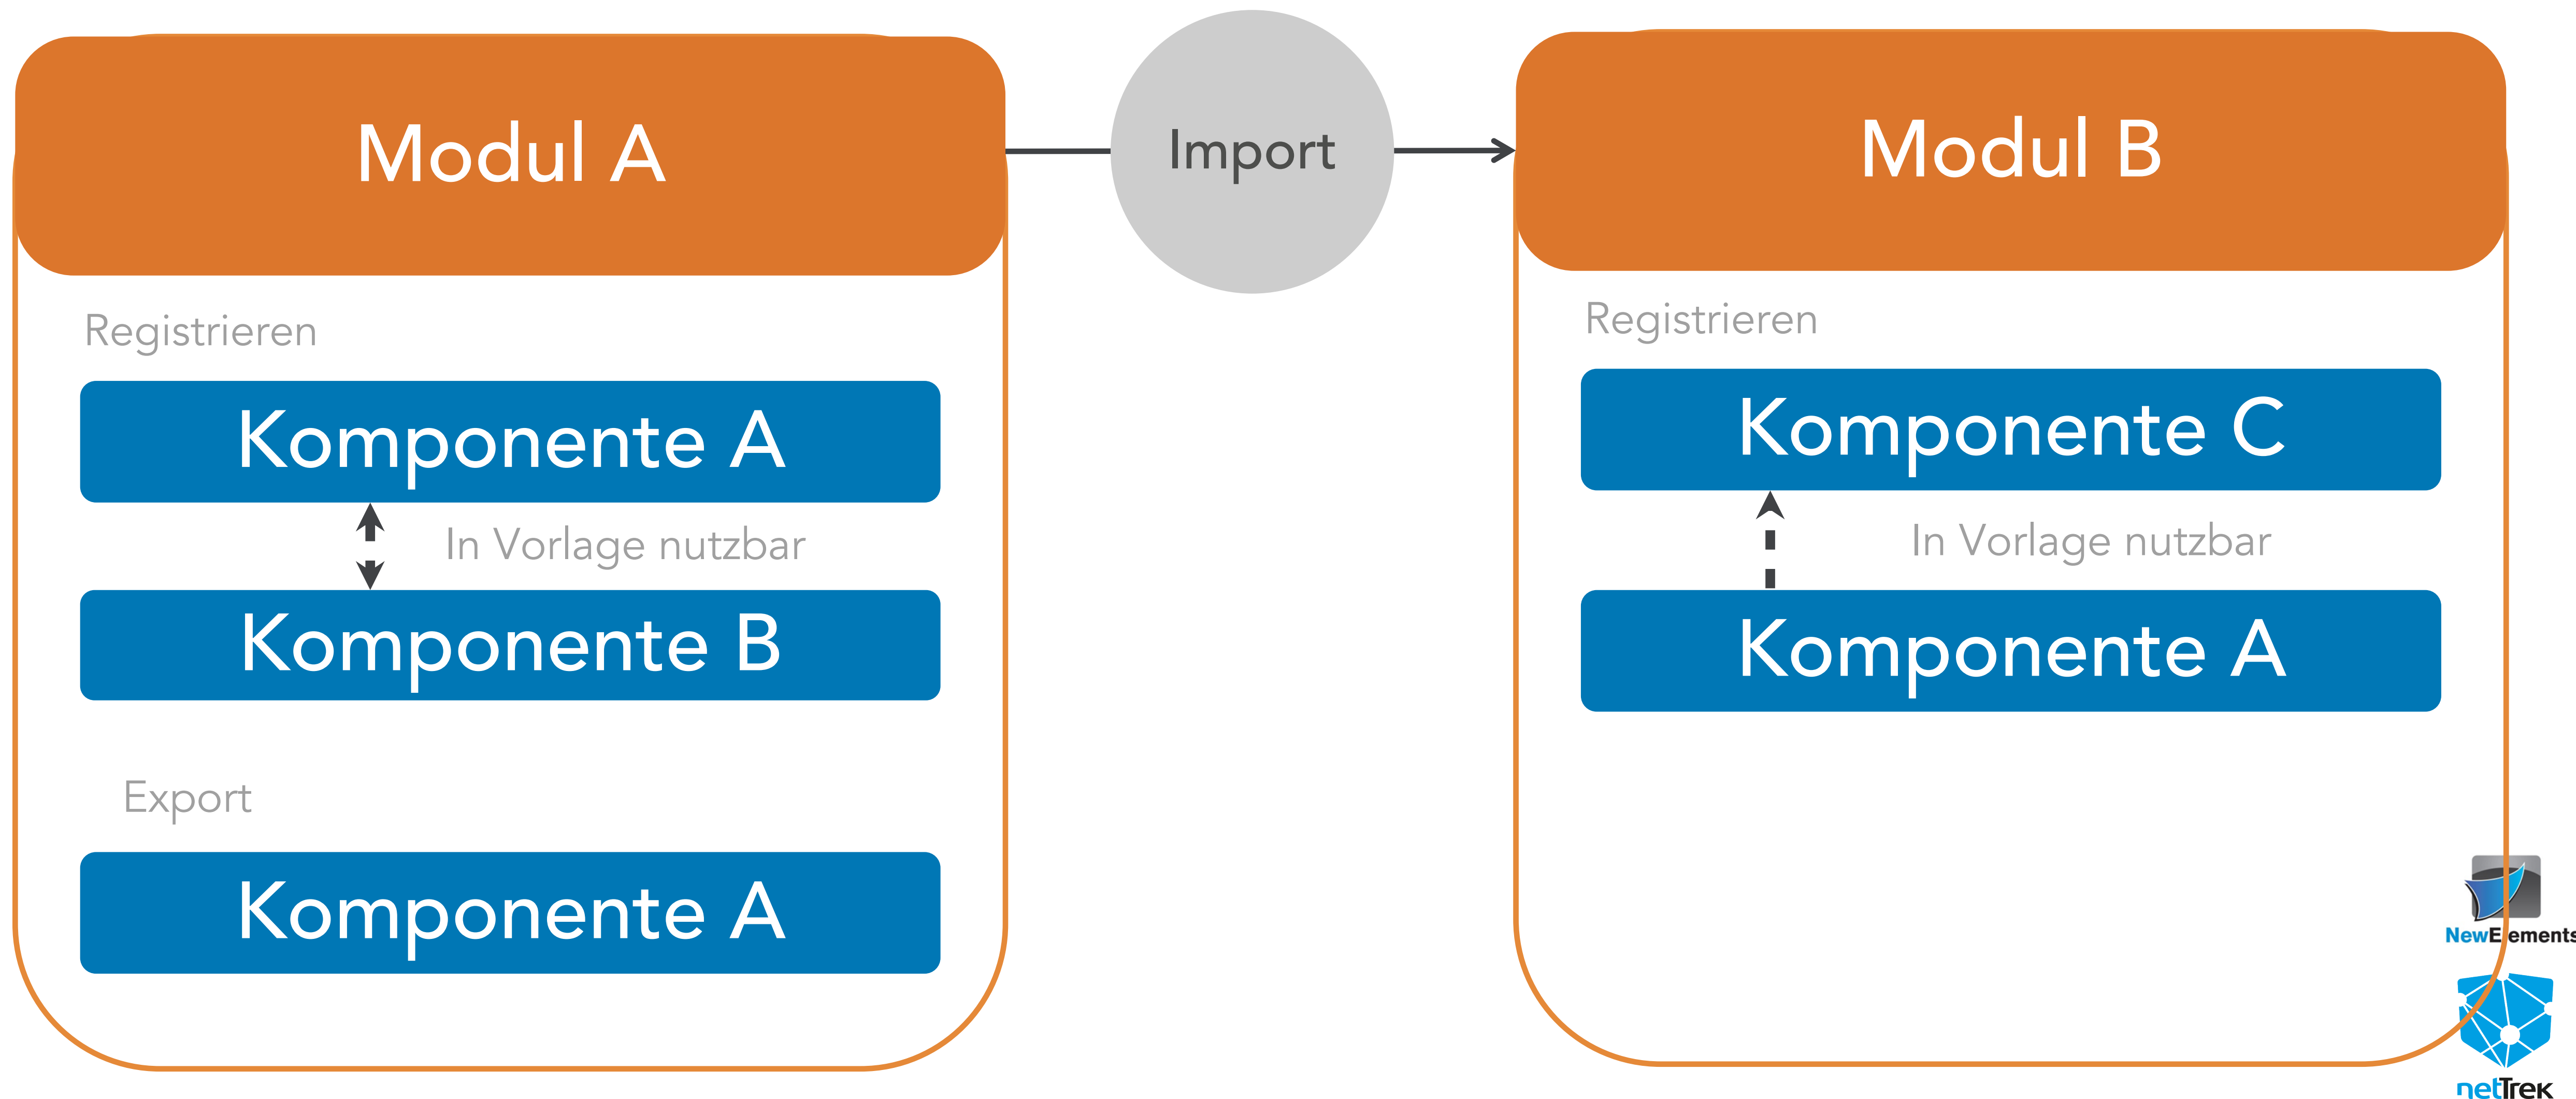 Modul A
Registrieren
Komponente A
In Vorlage nutzbar
Komponente B
Export
Komponente A
Import
Modul B
Registrieren
Komponente C
In Vorlage nutzbar
Komponente A
NewElements
netTrek